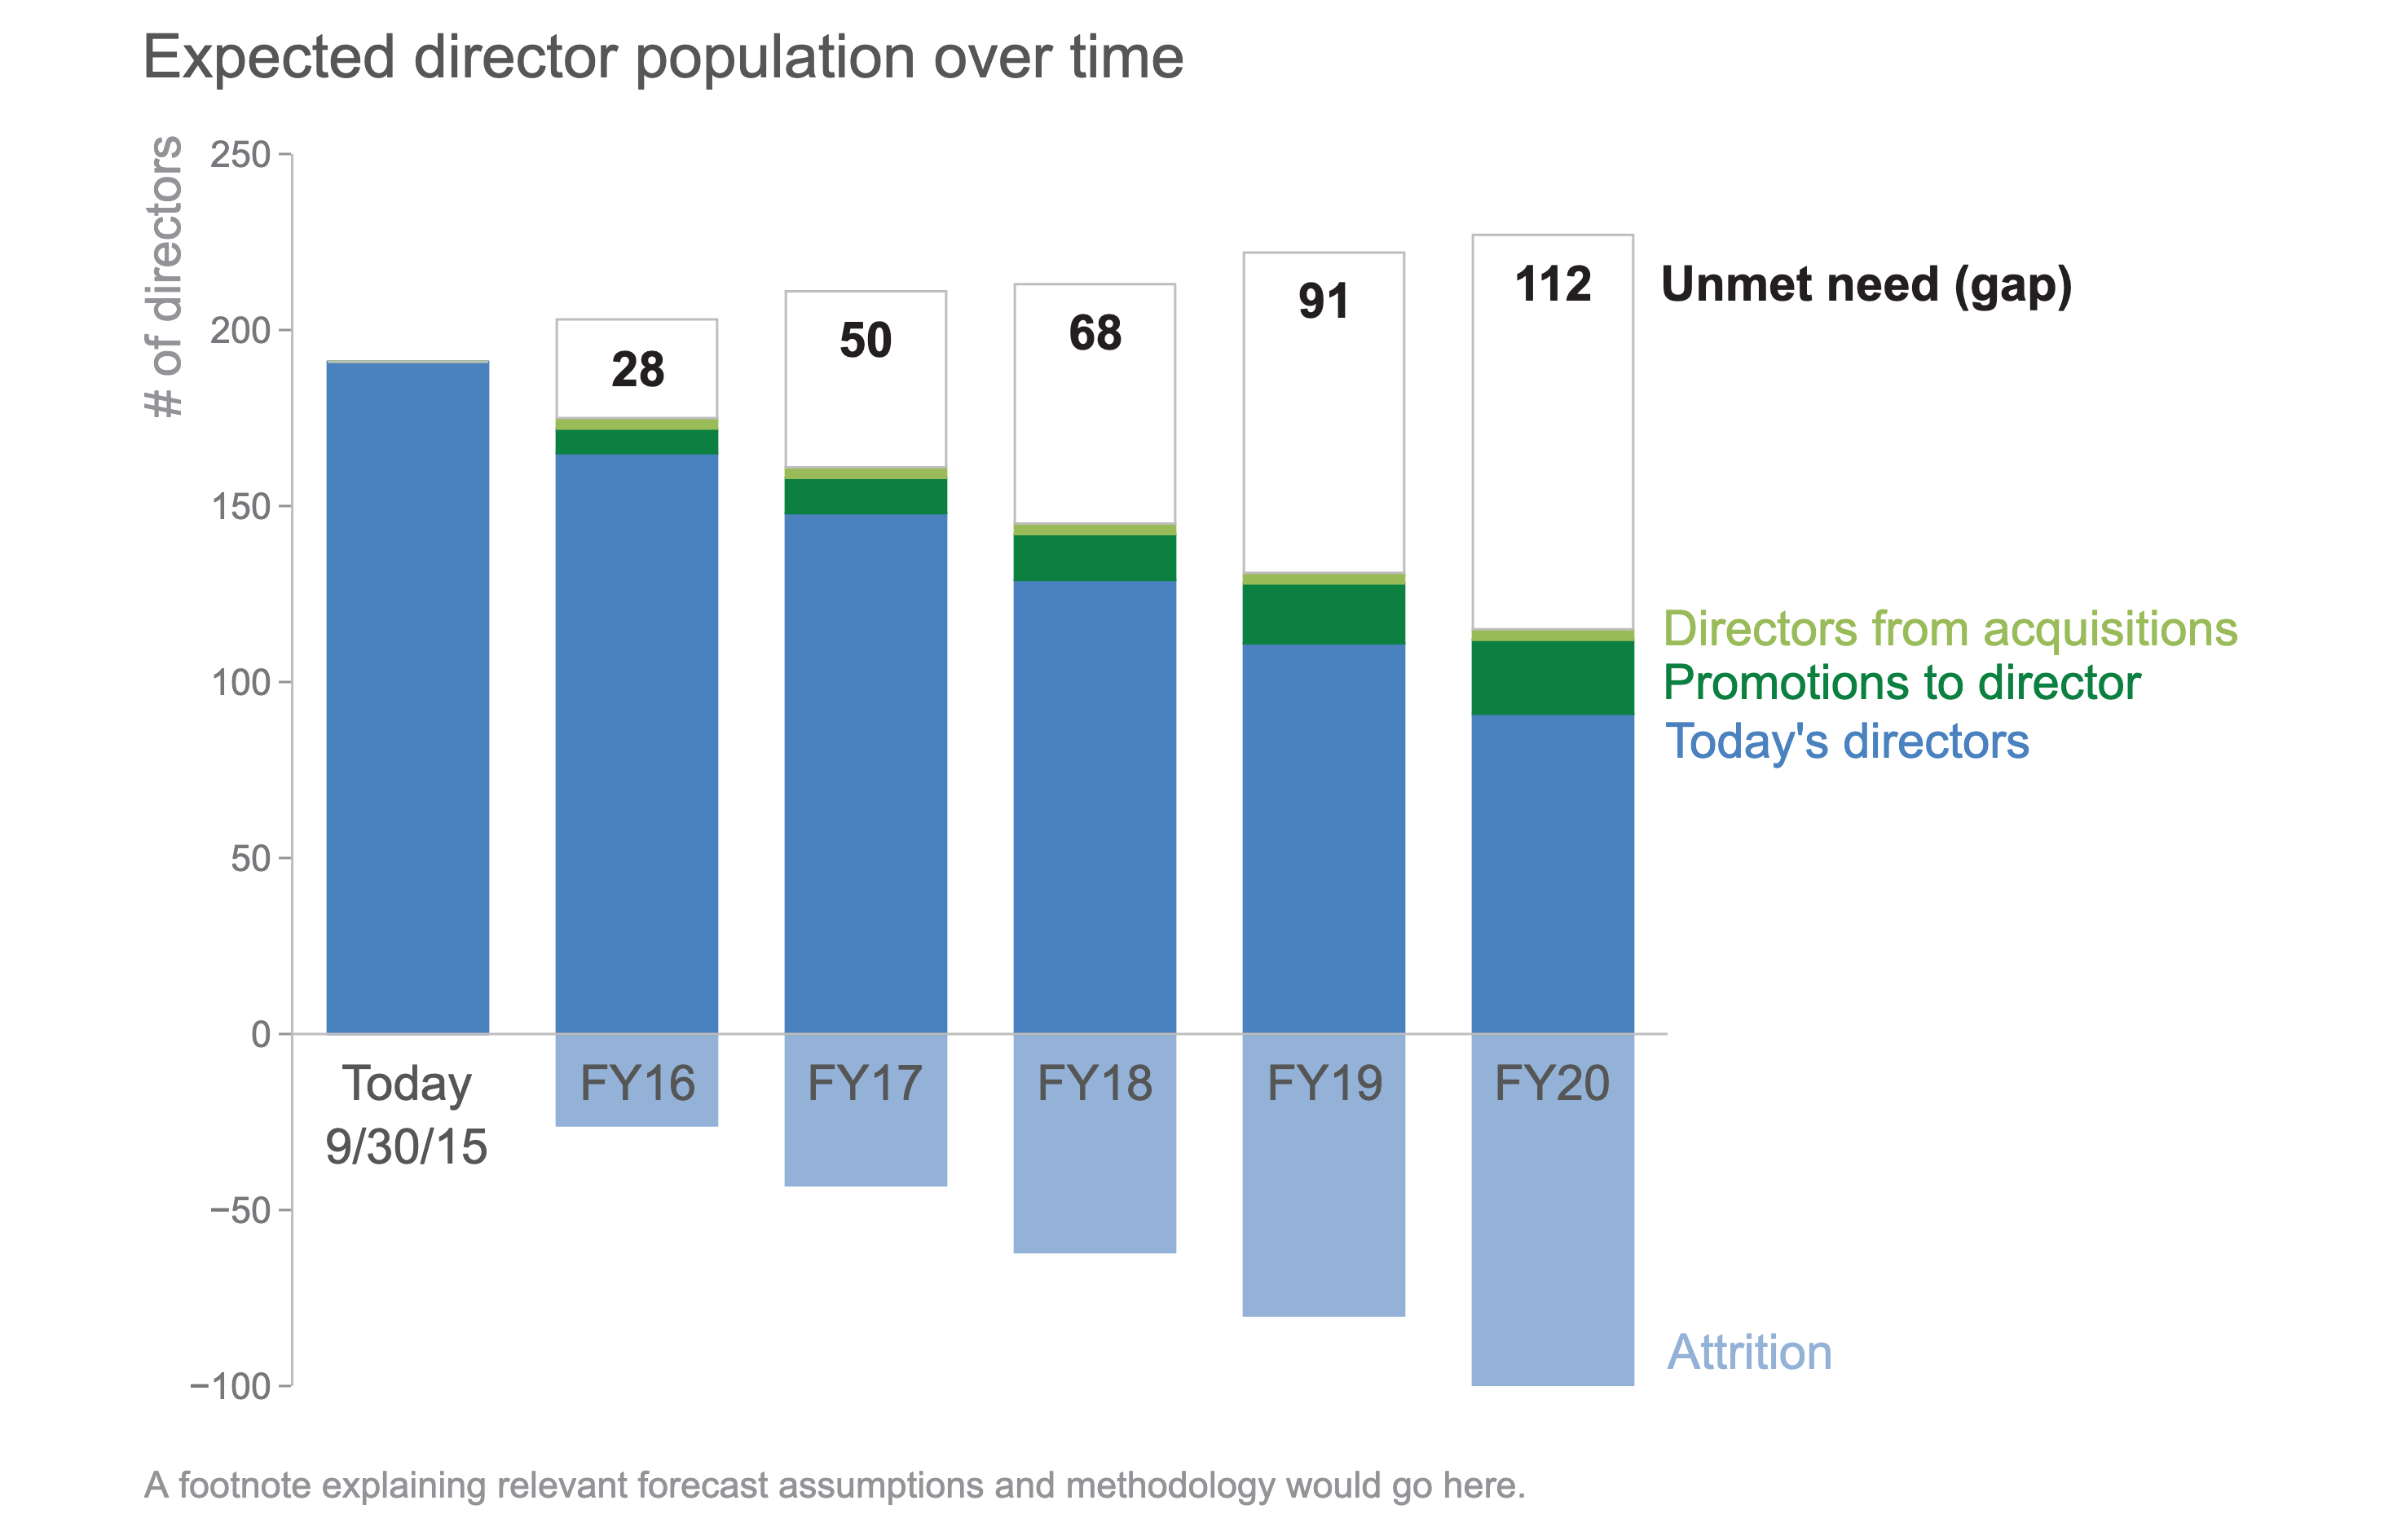 Expected director population over time
# of directors
250
200
150
100
50
0
−50
−100
28
50
68
91
112
Unmet need (gap)
Directors from acquisitions
Promotions to director
Today's directors
Today
9/30/15
FY16
FY17
FY18
FY19
FY20
Attrition
A footnote explaining relevant forecast assumptions and methodology would go here.